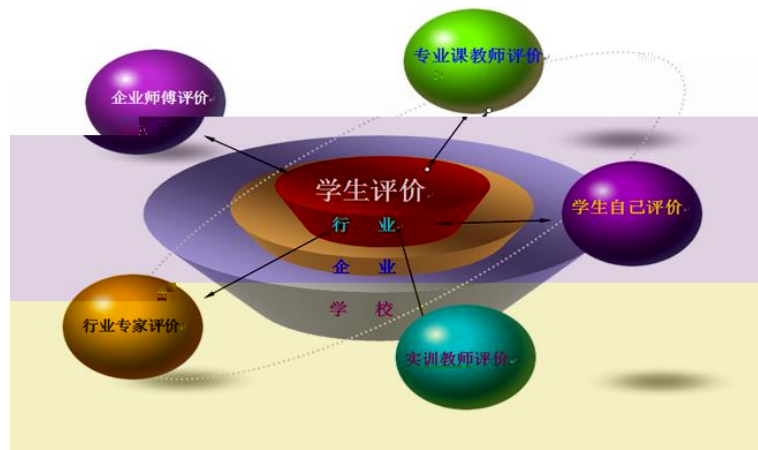 专业课教师评价
企业师傅评价
学生评价
学生自己评价
行 业
企 业
学 校
行业专家评价
实训教师评价